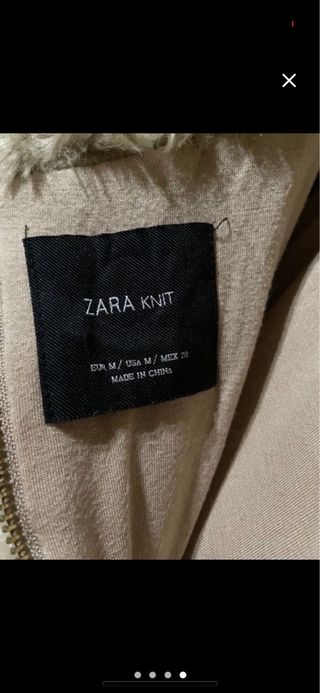 ZARA KNIT
EUR M / USA M / MEX 28
MADE IN CHINA